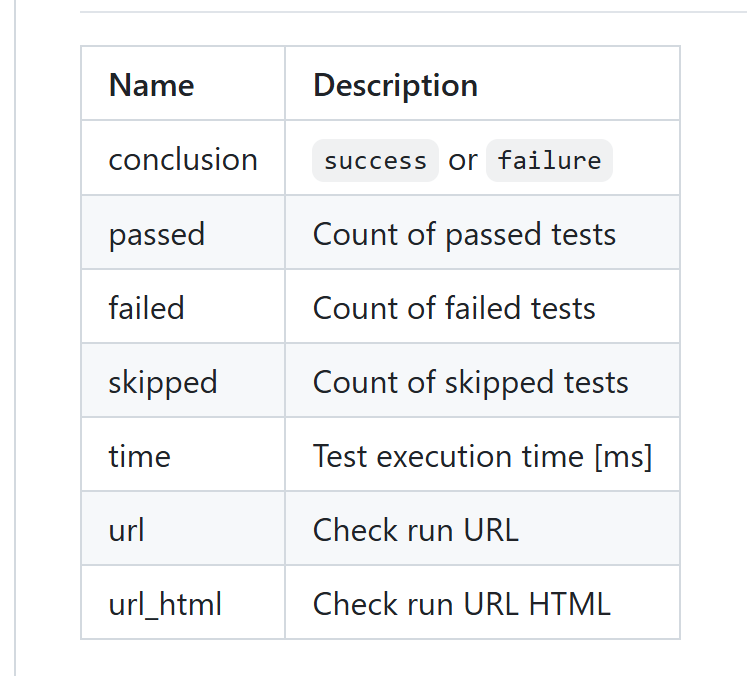 Name Description
conclusion success or failure
passed Count of passed tests
failed Count of failed tests
skipped Count of skipped tests
time Test execution time [ms]
url Check run URL
url_html Check run URL HTML